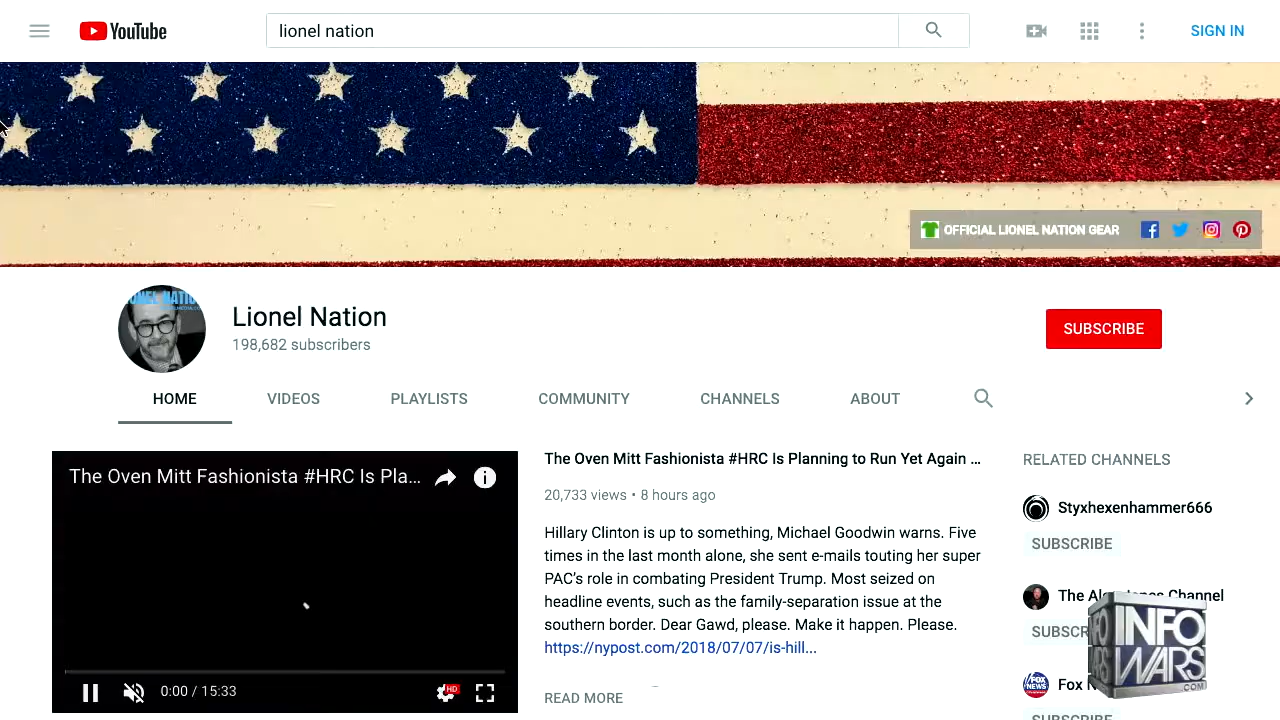 YouTube
lionel nation
SIGN IN
OFFICIAL LIONEL NATION GEAR
Lionel Nation
198,682 subscribers
SUBSCRIBE
HOME
VIDEOS
PLAYLISTS
COMMUNITY
CHANNELS
ABOUT
The Oven Mitt Fashionista #HRC Is Pla...
0:00 / 15:33
HD
The Oven Mitt Fashionista #HRC Is Planning to Run Yet Again ...
20,733 views • 8 hours ago
Hillary Clinton is up to something, Michael Goodwin warns. Five
times in the last month alone, she sent e-mails touting her super
PAC's role in combating President Trump. Most seized on
headline events, such as the family-separation issue at the
southern border. Dear Gawd, please. Make it happen. Please.
https://nypost.com/2018/07/07/is-hill...
READ MORE
RELATED CHANNELS
Styxhexenhammer666
SUBSCRIBE
The Channel
Fox
FOX NEWS
SUBSCRIBE
INFO
WARS
.COM